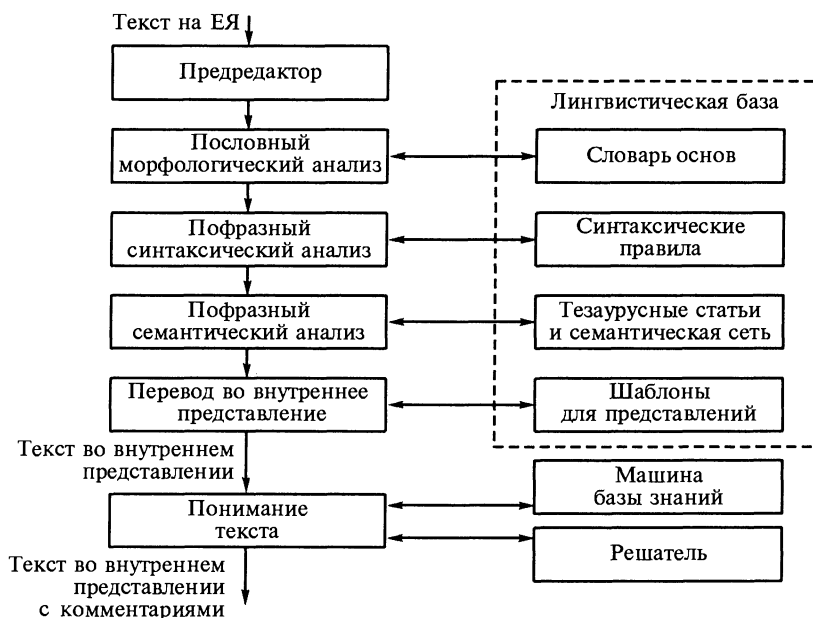 Текст на ЕЯ
Предредактор
Лингвистическая база
Пословный
морфологический анализ
Словарь основ
Пофразный
синтаксический анализ
Синтаксические
правила
Пофразный
семантический анализ
Тезаурусные статьи
и семантическая сеть
Перевод во внутреннее
представление
Шаблоны
для представлений
Текст во внутреннем
представлении
Понимание
текста
Машина
базы знаний
Решатель
Текст во внутреннем
представлении
с комментариями